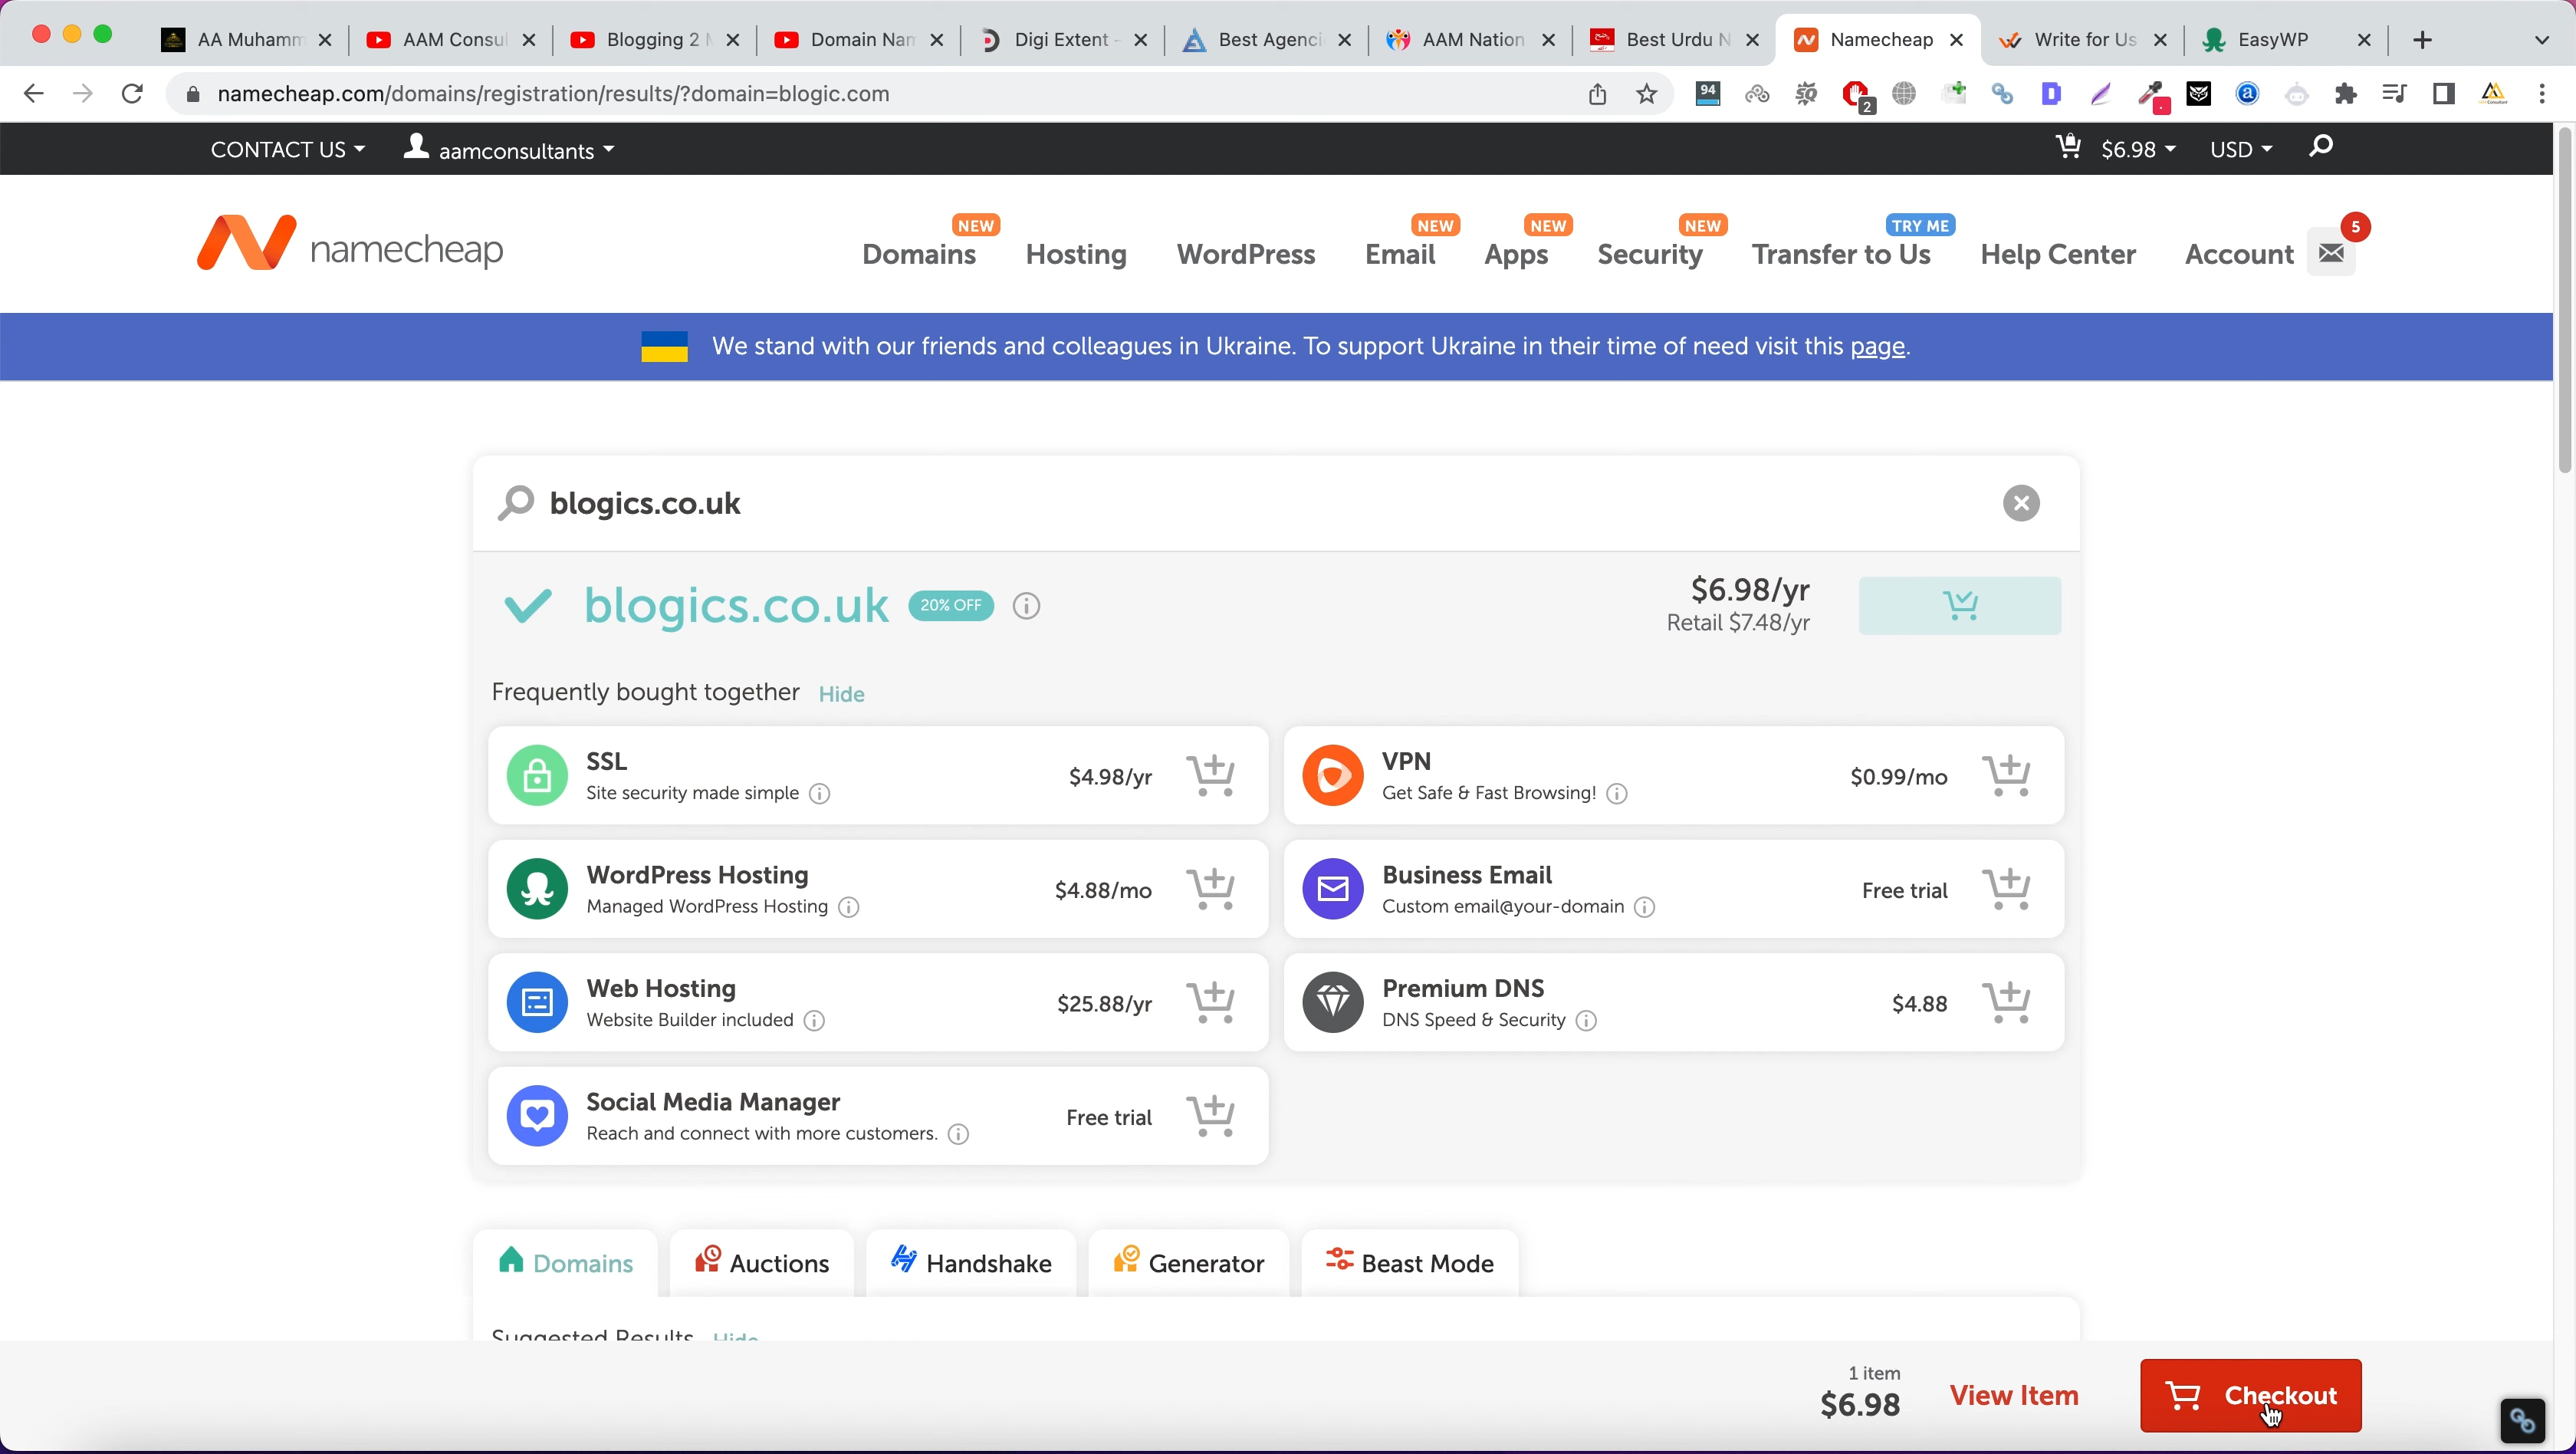 AA Muhamm
AAM Consul
Blogging 2 M
Domain Nam
Digi Extent -
Best Agenci
AAM Nation
Best Urdu N
Namecheap
Write for Us
EasyWP
namecheap.com/domains/registration/results/?domain=blogic.com
94
2
CONTACT US
aamconsultants
$6.98
USD
namecheap
NEW
Domains
Hosting
WordPress
NEW
Email
NEW
Apps
NEW
Security
TRY ME
Transfer to Us
Help Center
Account
5
We stand with our friends and colleagues in Ukraine. To support Ukraine in their time of need visit this page.
blogics.co.uk
blogics.co.uk 20% OFF
$6.98/yr
Retail $7.48/yr
Frequently bought together Hide
SSL
Site security made simple
$4.98/yr
VPN
Get Safe & Fast Browsing!
$0.99/mo
WordPress Hosting
Managed WordPress Hosting
$4.88/mo
Business Email
Custom email@your-domain
Free trial
Web Hosting
Website Builder included
$25.88/yr
Premium DNS
DNS Speed & Security
$4.88
Social Media Manager
Reach and connect with more customers.
Free trial
Domains
Auctions
Handshake
Generator
Beast Mode
Suggested Results Hide
1 item
$6.98
View Item
Checkout